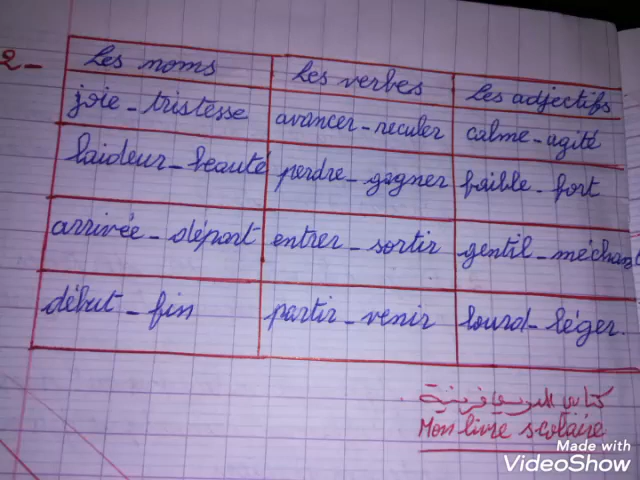 2-
Les noms Les verbes Les adjectifs
joie - tristesse avancer - reculer calme - agité
laideur - beauté perdre - gagner faible - fort
arrivée - départ entrer - sortir gentil - méchant
début - fin partir - venir lourd - léger.
كتابي المدرسي
Mon livre scolaire
Made with
VideoShow